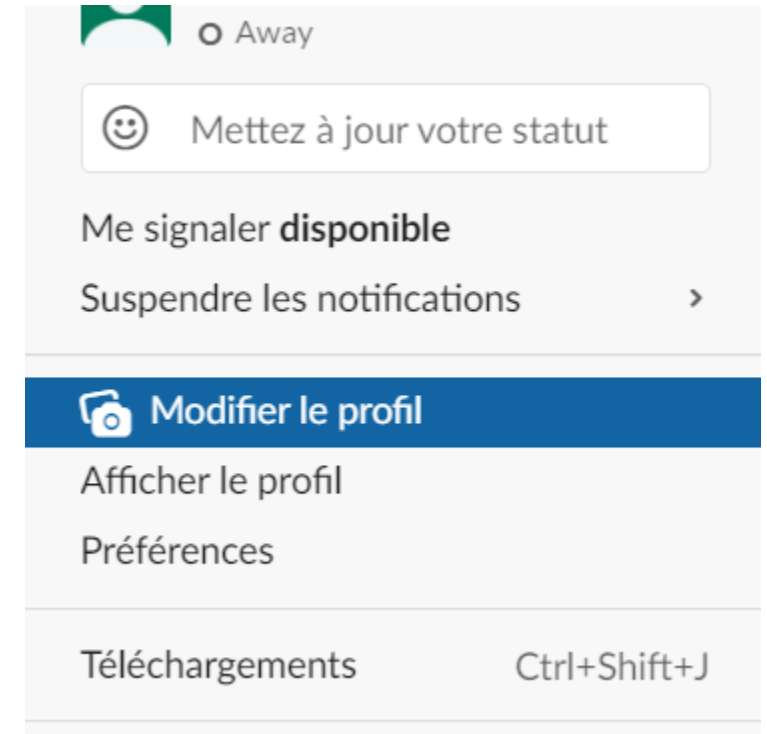 Away
Mettez à jour votre statut
Me signaler disponible
Suspendre les notifications
Modifier le profil
Afficher le profil
Préférences
Téléchargements Ctrl+Shift+J